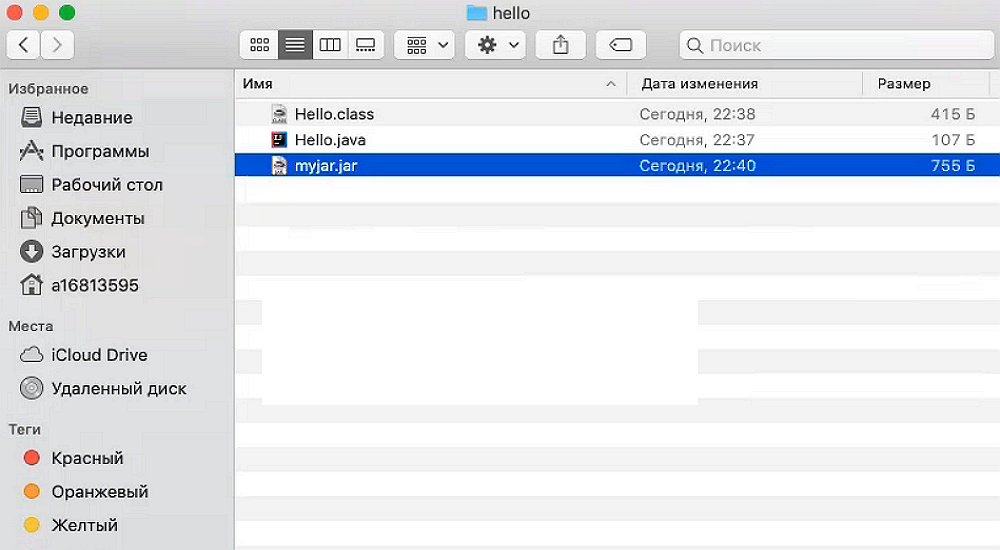 hello
Поиск
Избранное
Недавние
Программы
Рабочий стол
Документы
Загрузки
a16813595
Места
iCloud Drive
Удаленный диск
Теги
Красный
Оранжевый
Желтый
Имя Дата изменения Размер
Hello.class Сегодня, 22:38 415 Б
Hello.java Сегодня, 22:37 107 Б
myjar.jar Сегодня, 22:40 755 Б